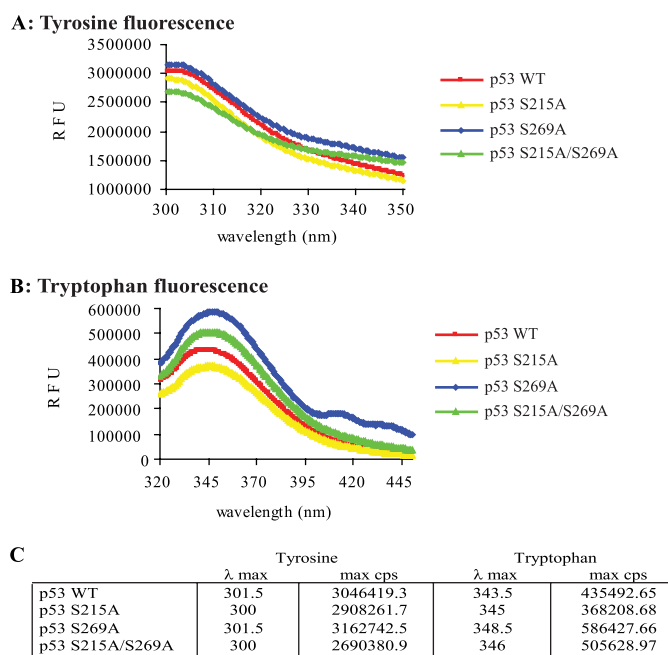 A: Tyrosine fluorescence
3500000
3000000
2500000
2000000
1500000
1000000
RFU
300 310 320 330 340 350
wavelength (nm)
p53 WT
p53 S215A
p53 S269A
p53 S215A/S269A
B: Tryptophan fluorescence
600000
500000
400000
300000
200000
100000
0
RFU
320 345 370 395 420 445
wavelength (nm)
p53 WT
p53 S215A
p53 S269A
p53 S215A/S269A
C
Tyrosine Tryptophan
λ max max cps λ max max cps
p53 WT 301.5 3046419.3 343.5 435492.65
p53 S215A 300 2908261.7 345 368208.68
p53 S269A 301.5 3162742.5 348.5 586427.66
p53 S215A/S269A 300 2690380.9 346 505628.97